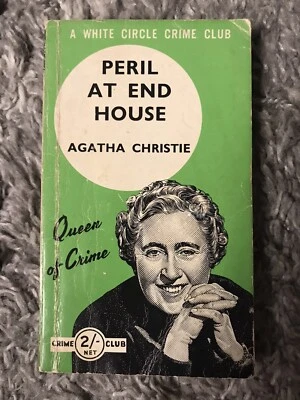 A WHITE CIRCLE CRIME CLUB
PERIL
AT END
HOUSE
AGATHA CHRISTIE
Queen
of Crime
CRIME 2/- CLUB
NET